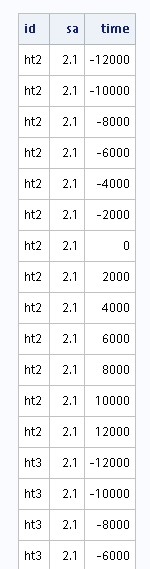 id sa time
ht2 2.1 -12000
ht2 2.1 -10000
ht2 2.1 -8000
ht2 2.1 -6000
ht2 2.1 -4000
ht2 2.1 -2000
ht2 2.1 0
ht2 2.1 2000
ht2 2.1 4000
ht2 2.1 6000
ht2 2.1 8000
ht2 2.1 10000
ht2 2.1 12000
ht3 2.1 -12000
ht3 2.1 -10000
ht3 2.1 -8000
ht3 2.1 -6000